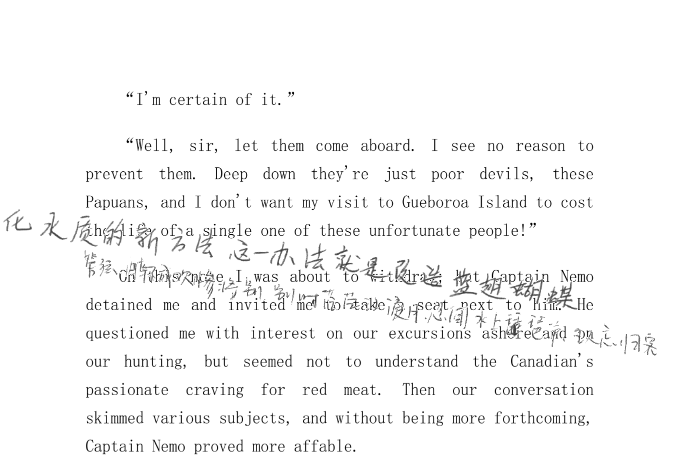 “I'm certain of it.”
“Well, sir, let them come aboard. I see no reason to
prevent them. Deep down they're just poor devils, these
Papuans, and I don't want my visit to Gueboroa Island to cost
the life of a single one of these unfortunate people!”
化水质的新方法这一办法就是
蓝翅蝴蝶
On this note I was about to withdraw, but Captain Nemo
detained me and invited me to take a seat next to him. He
questioned me with interest on our excursions ashore and
our hunting, but seemed not to understand the Canadian's
passionate craving for red meat. Then our conversation
skimmed various subjects, and without being more forthcoming,
Captain Nemo proved more affable.